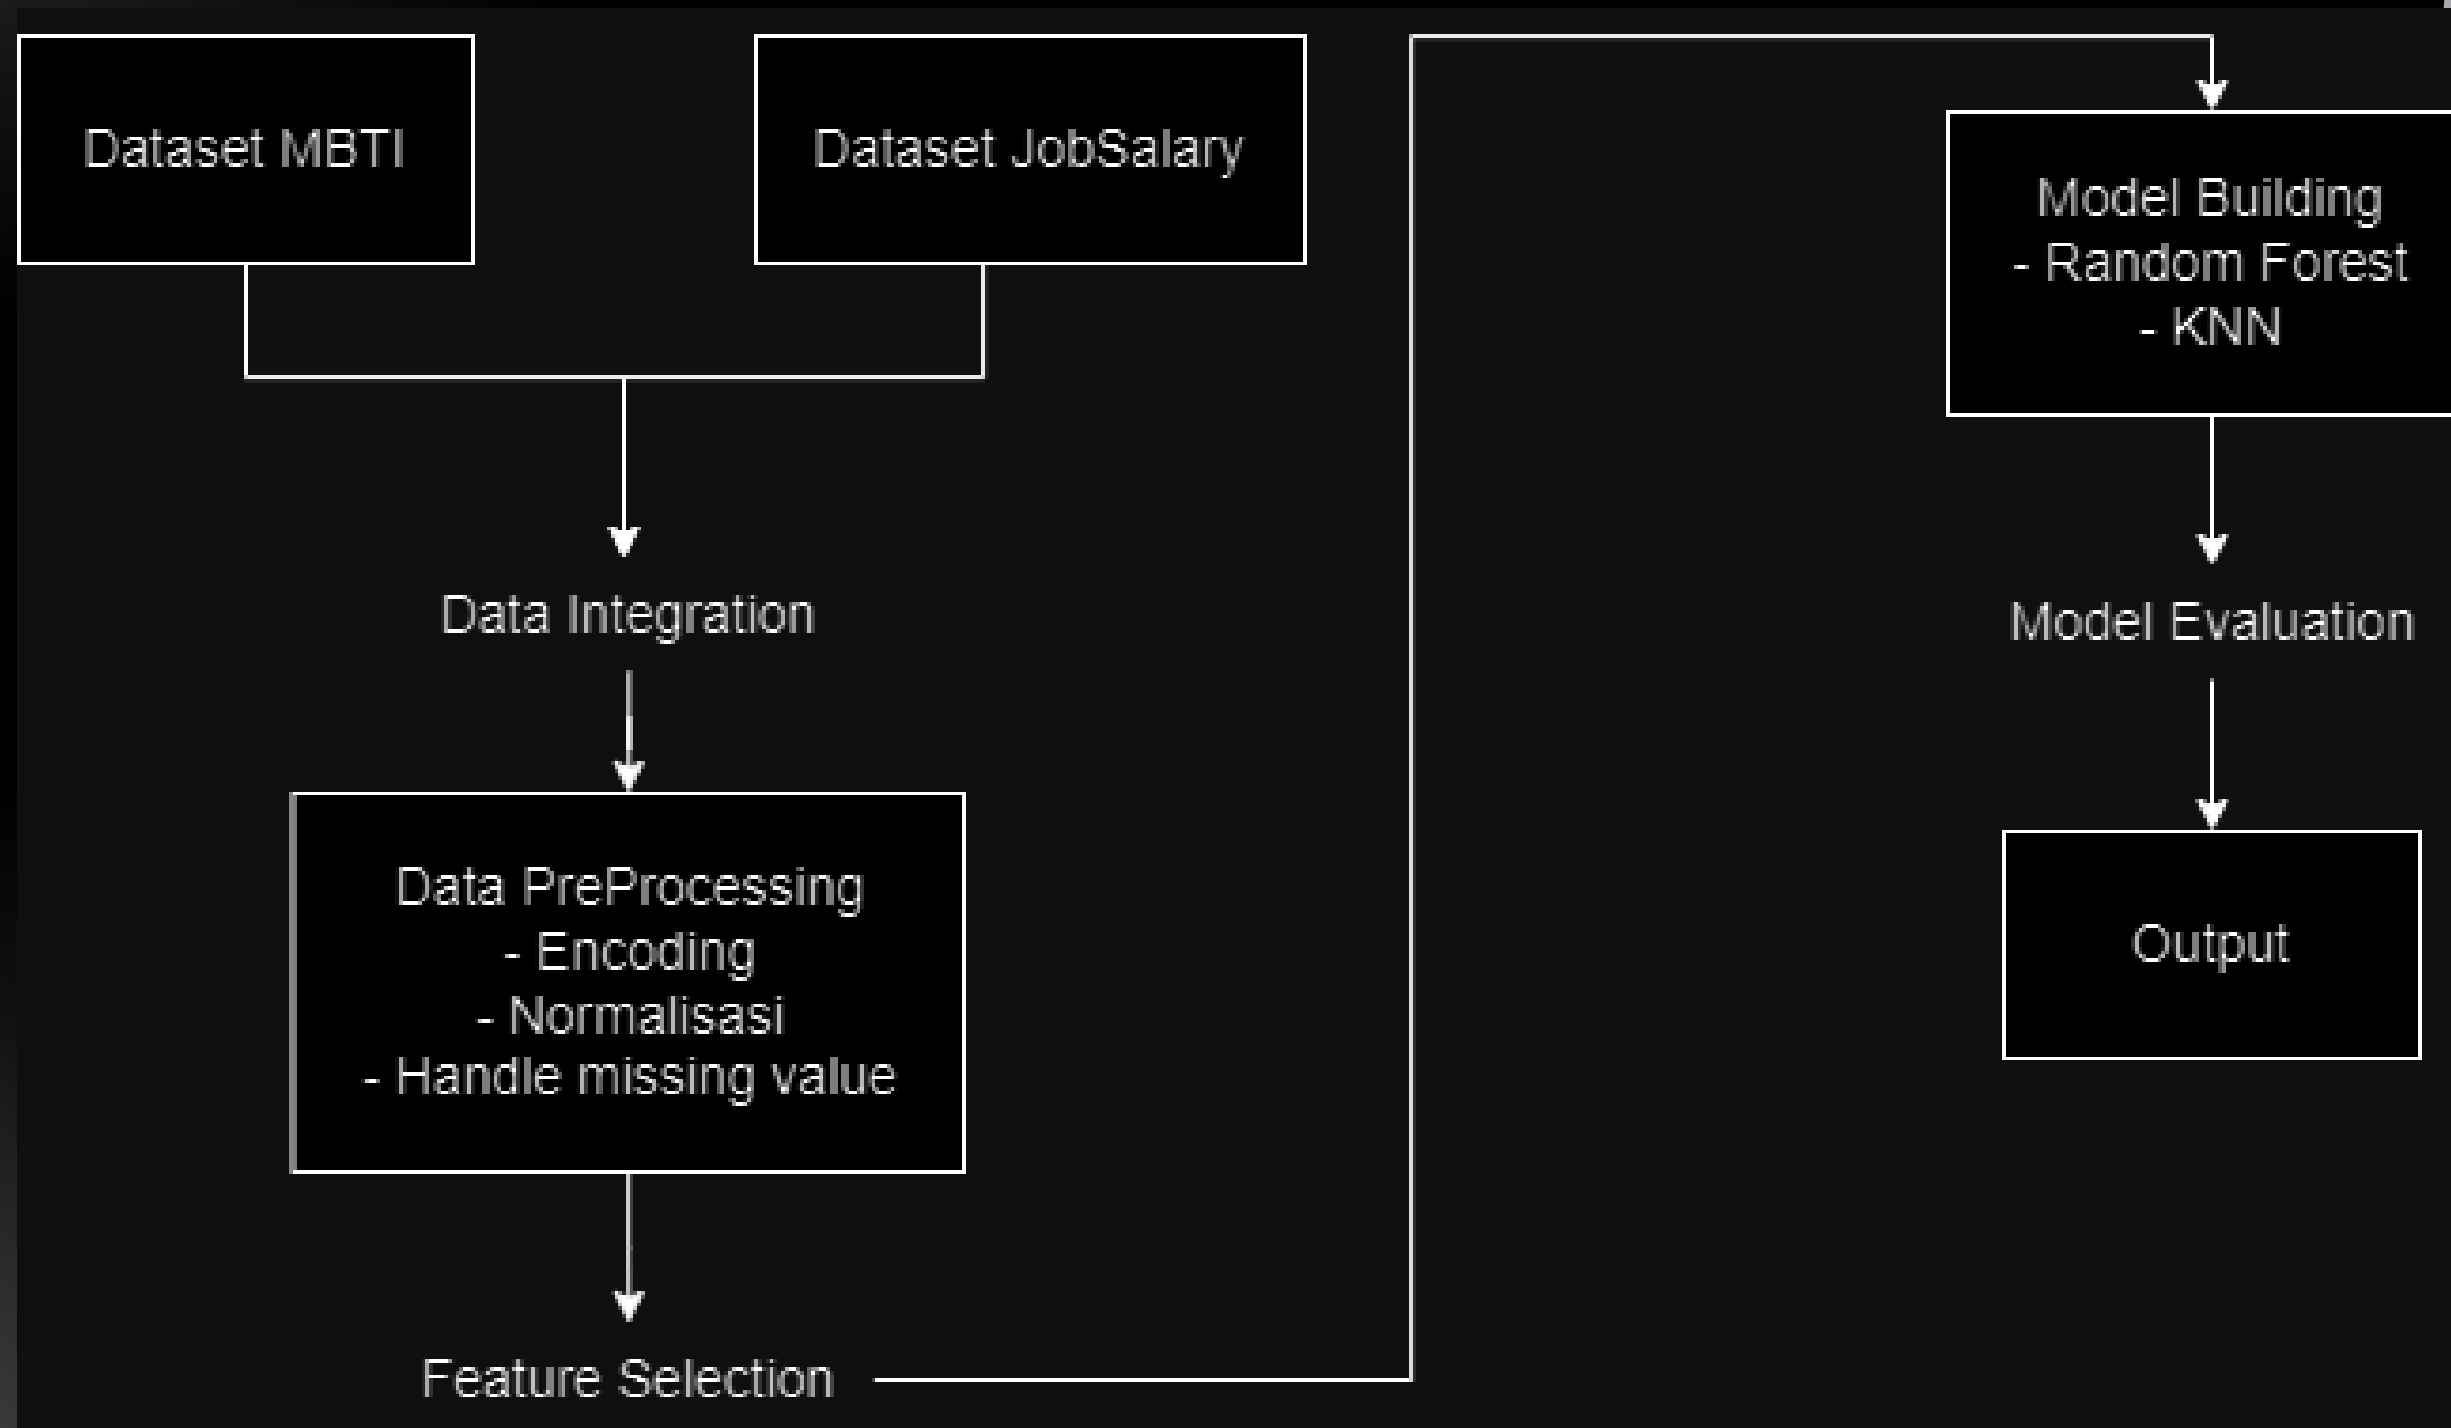 Dataset MBTI
Dataset JobSalary
Data Integration
Data PreProcessing
- Encoding
- Normalisasi
- Handle missing value
Feature Selection
Model Building
- Random Forest
- KNN
Model Evaluation
Output